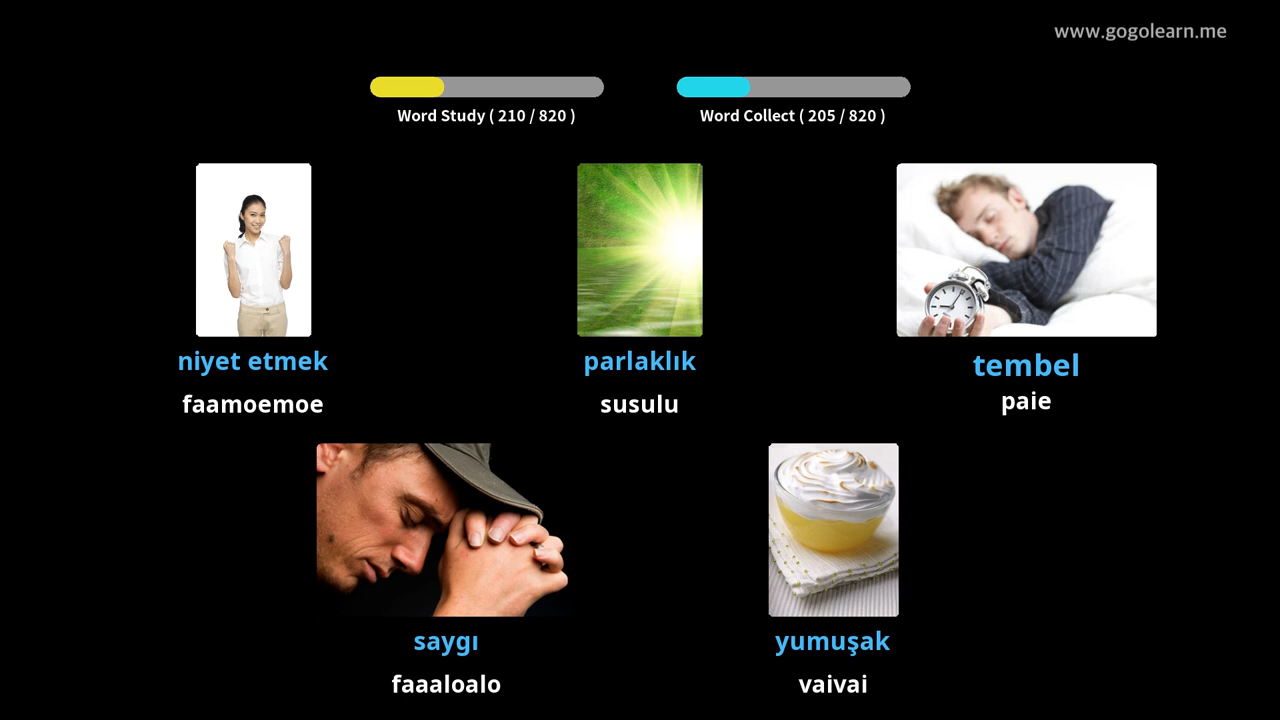 www.gogolearn.me
Word Study ( 210 / 820 )
Word Collect ( 205 / 820 )
niyet etmek
faamoemoe
parlaklık
susulu
tembel
paie
saygı
faaaloalo
yumuşak
vaivai